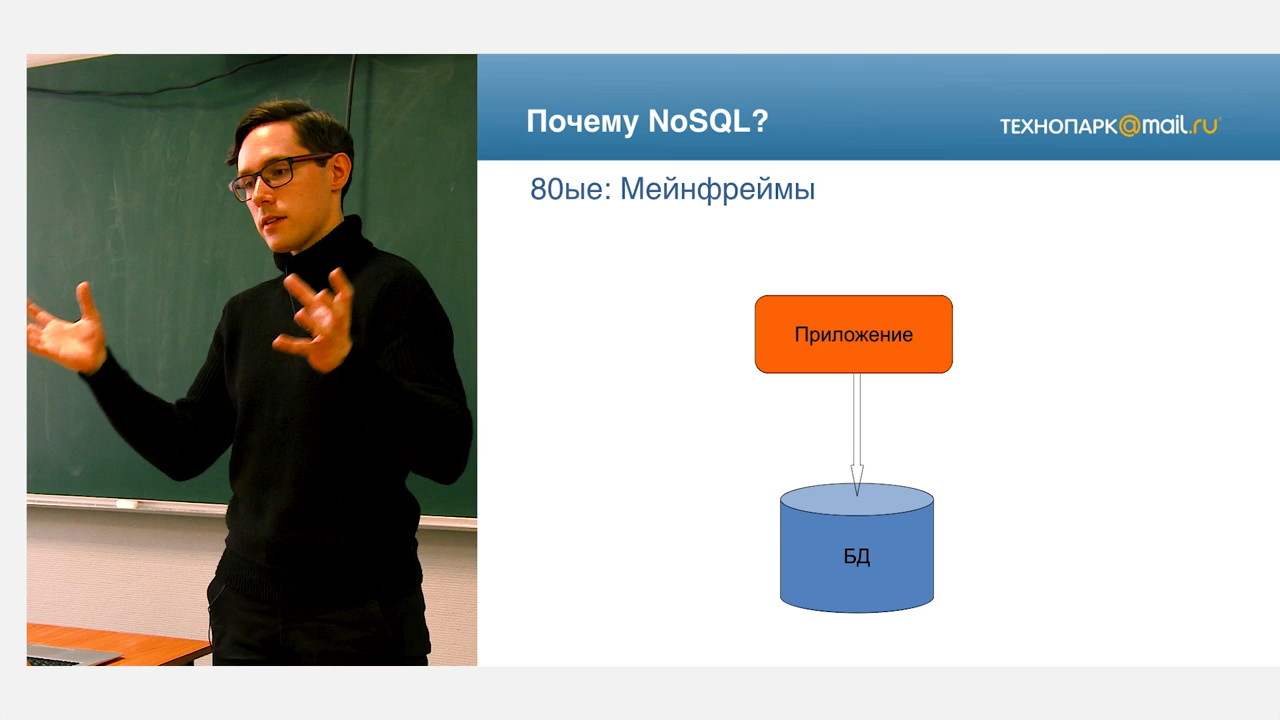 Почему NoSQL?
ТЕХНОПАРК@mail.ru
80ые: Мейнфреймы
Приложение
БД